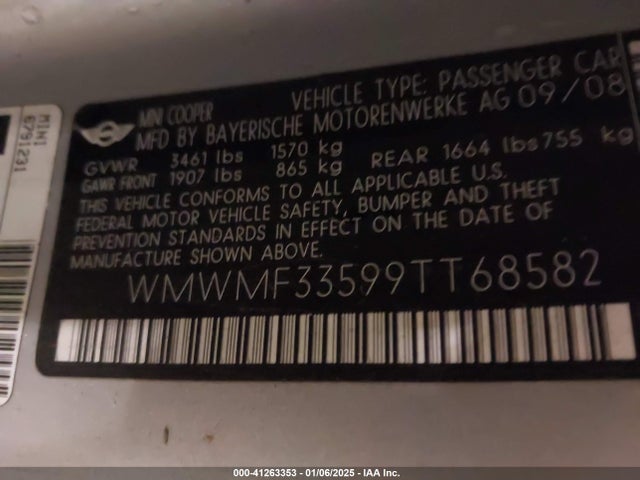 MINI COOPER VEHICLE TYPE: PASSENGER CAR
MFD BY BAYERISCHE MOTORENWERKE AG 09/08
GVWR 3461 lbs 1570 kg
GAWR FRONT 1907 lbs 865 kg REAR 1664 lbs 755 kg
THIS VEHICLE CONFORMS TO ALL APPLICABLE U.S.
FEDERAL MOTOR VEHICLE SAFETY, BUMPER AND THEFT
PREVENTION STANDARDS IN EFFECT ON THE DATE OF
MANUFACTURE SHOWN ABOVE.
WMWMF33599TT68582
MINI
6791231
000-41263353 - 01/06/2025 - IAA Inc.